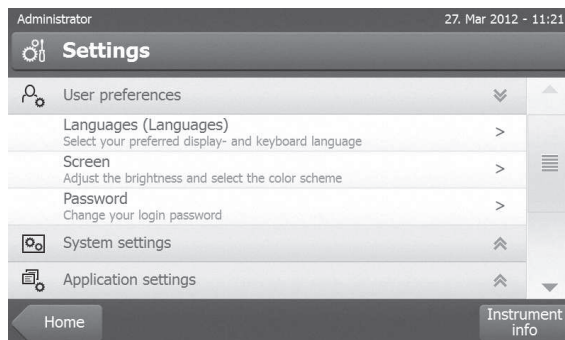 Administrator
27. Mar 2012 - 11:21
Settings
User preferences
Languages (Languages)
Select your preferred display- and keyboard language
Screen
Adjust the brightness and select the color scheme
Password
Change your login password
System settings
Application settings
Home
Instrument
info